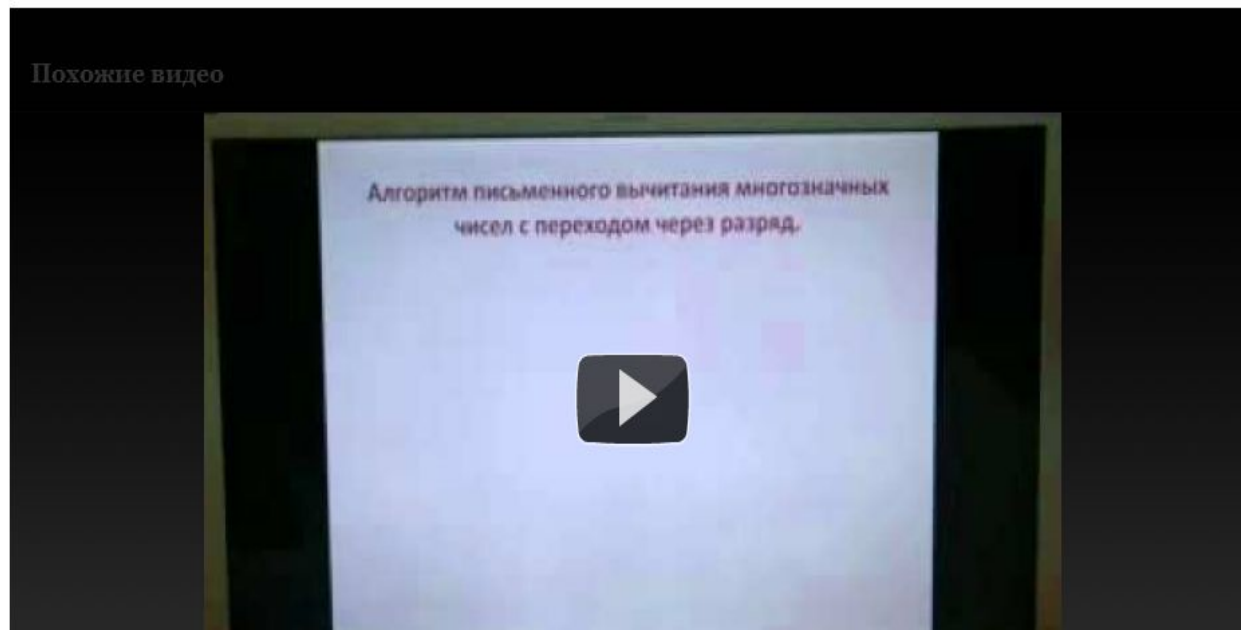 Похожие видео
Алгоритм письменного вычитания многозначных
чисел с переходом через разряд.